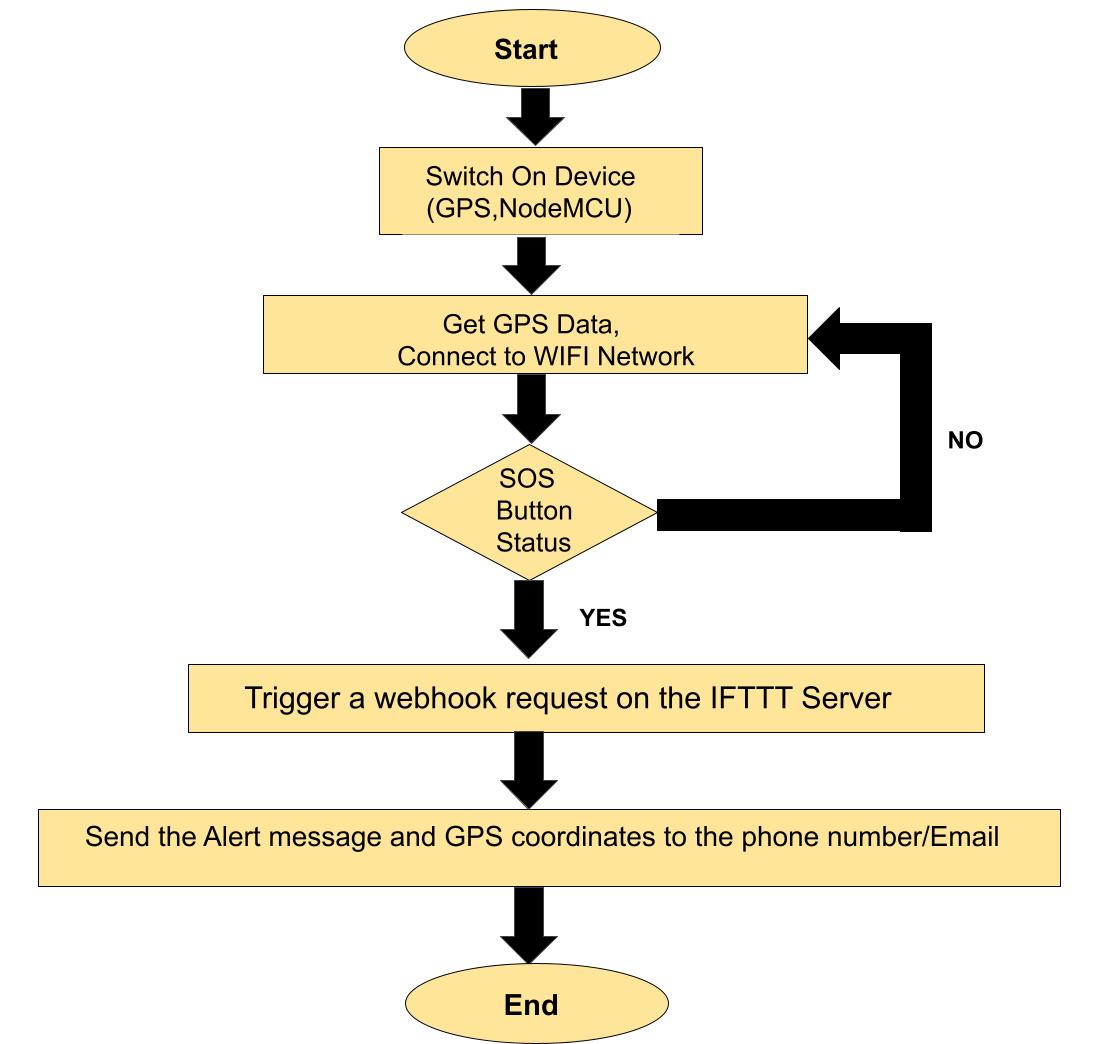 Start
Switch On Device
(GPS,NodeMCU)
Get GPS Data,
Connect to WIFI Network
NO
SOS
Button
Status
YES
Trigger a webhook request on the IFTTT Server
Send the Alert message and GPS coordinates to the phone number/Email
End